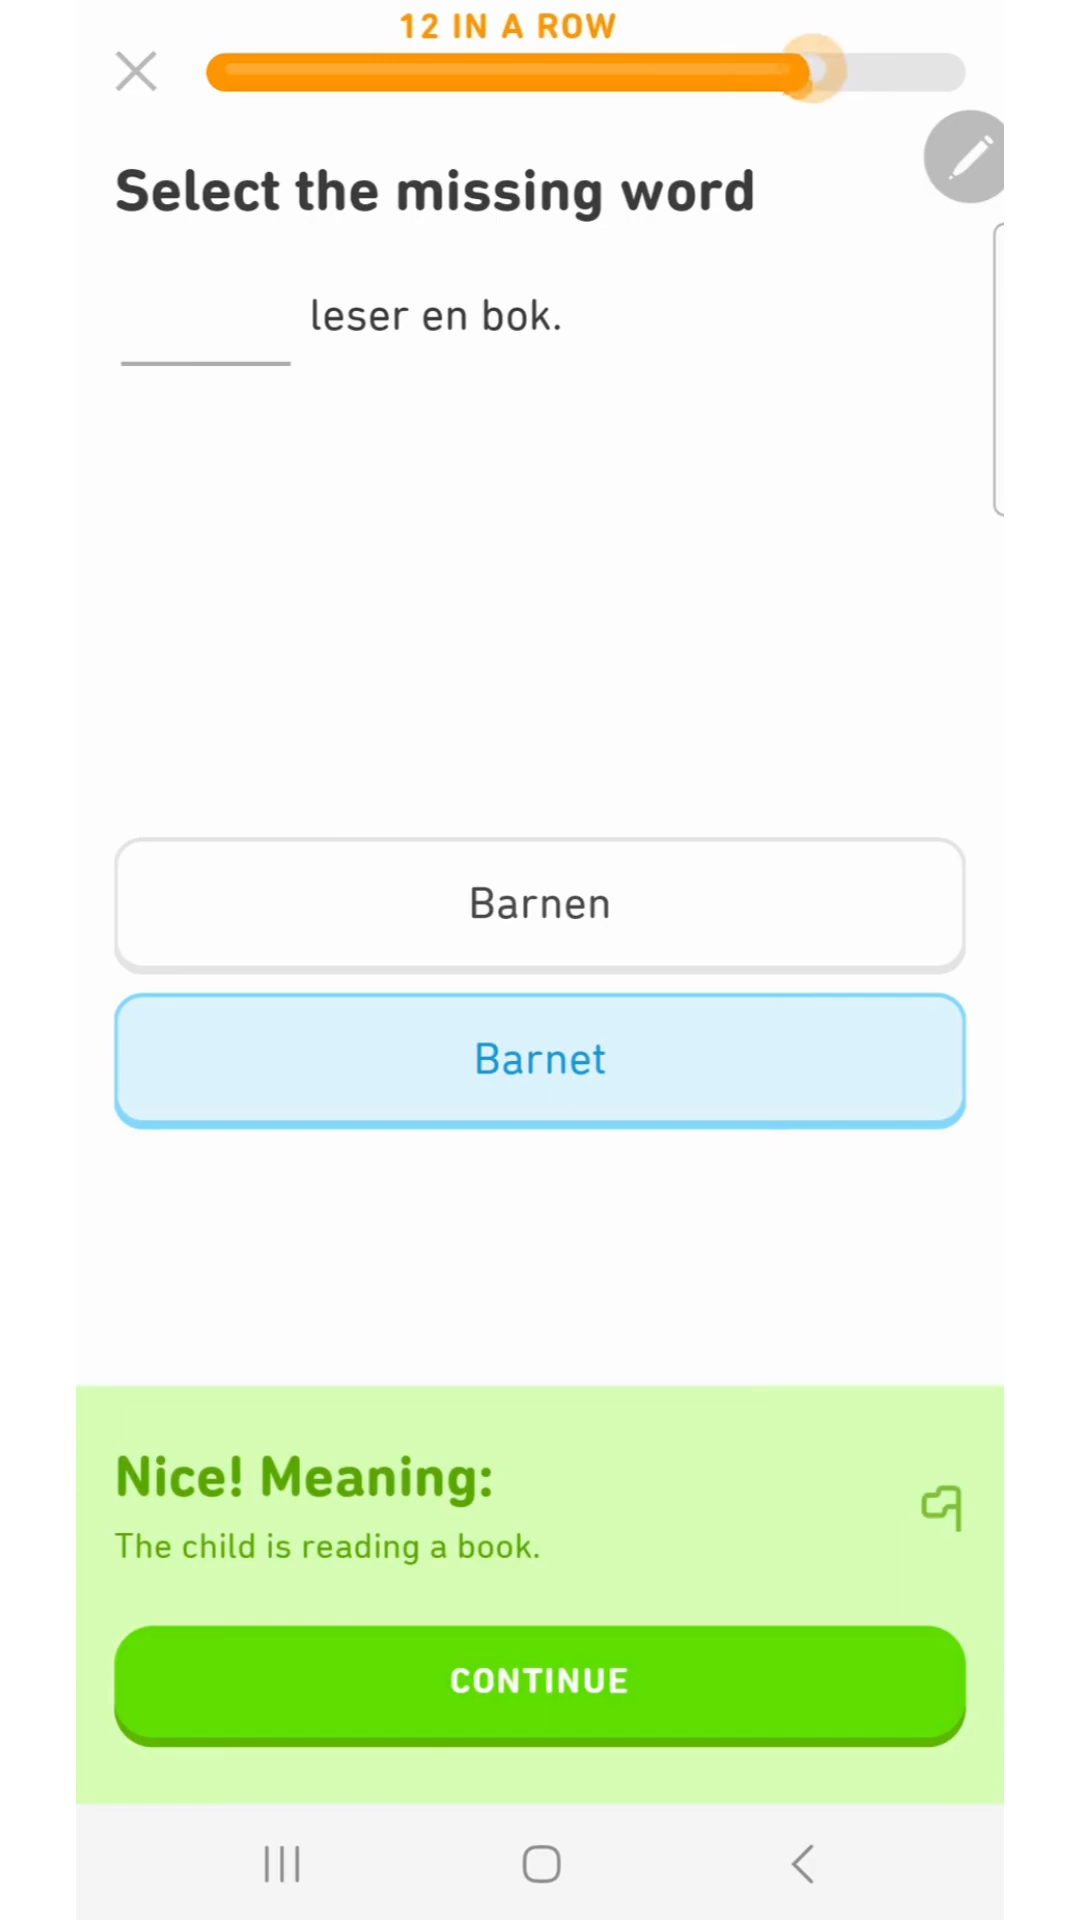 12 IN A ROW
Select the missing word
leser en bok.
Barnen
Barnet
Nice! Meaning:
The child is reading a book.
CONTINUE